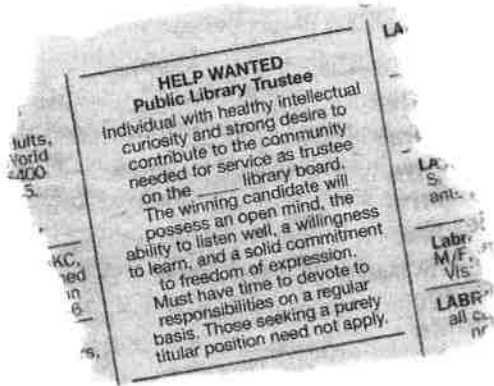 HELP WANTED
Public Library Trustee
Individual with healthy intellectual
curiosity and strong desire to
contribute to the community
needed for service as trustee
on the ____ library board.
The winning candidate will
possess an open mind, the
ability to listen well, a willingness
to learn, and a solid commitment
to freedom of expression.
Must have time to devote to
responsibilities on a regular
basis. Those seeking a purely
titular position need not apply.